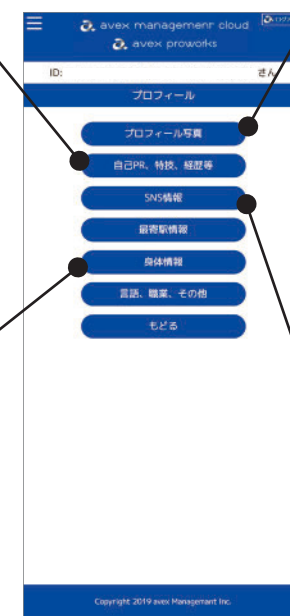 avex management cloud
avex proworks
ID: さん
プロフィール
プロフィール写真
自己PR、特技、経歴等
SNS情報
最寄駅情報
身体情報
言語、職業、その他
もどる
Copyright 2019 avex Management Inc.